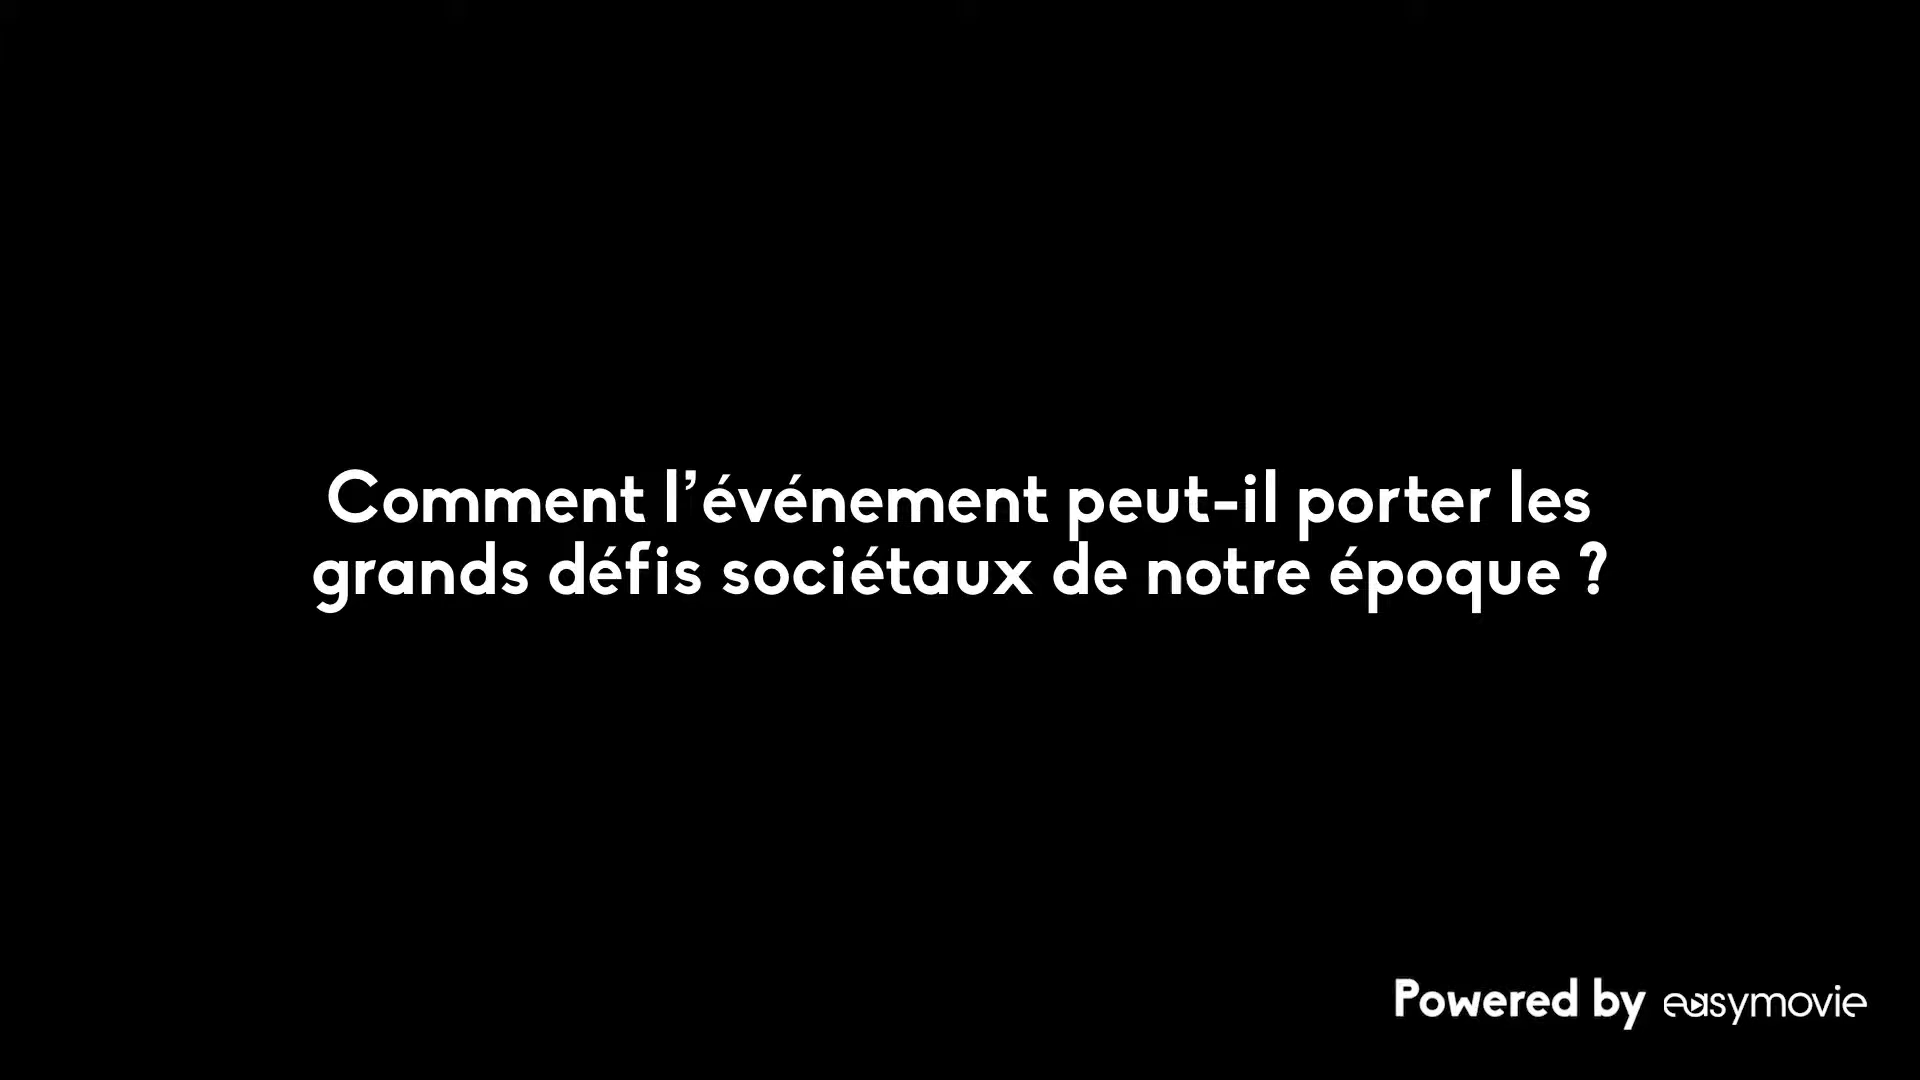 Comment l’événement peut-il porter les
grands défis sociétaux de notre époque ?
Powered by easymovie